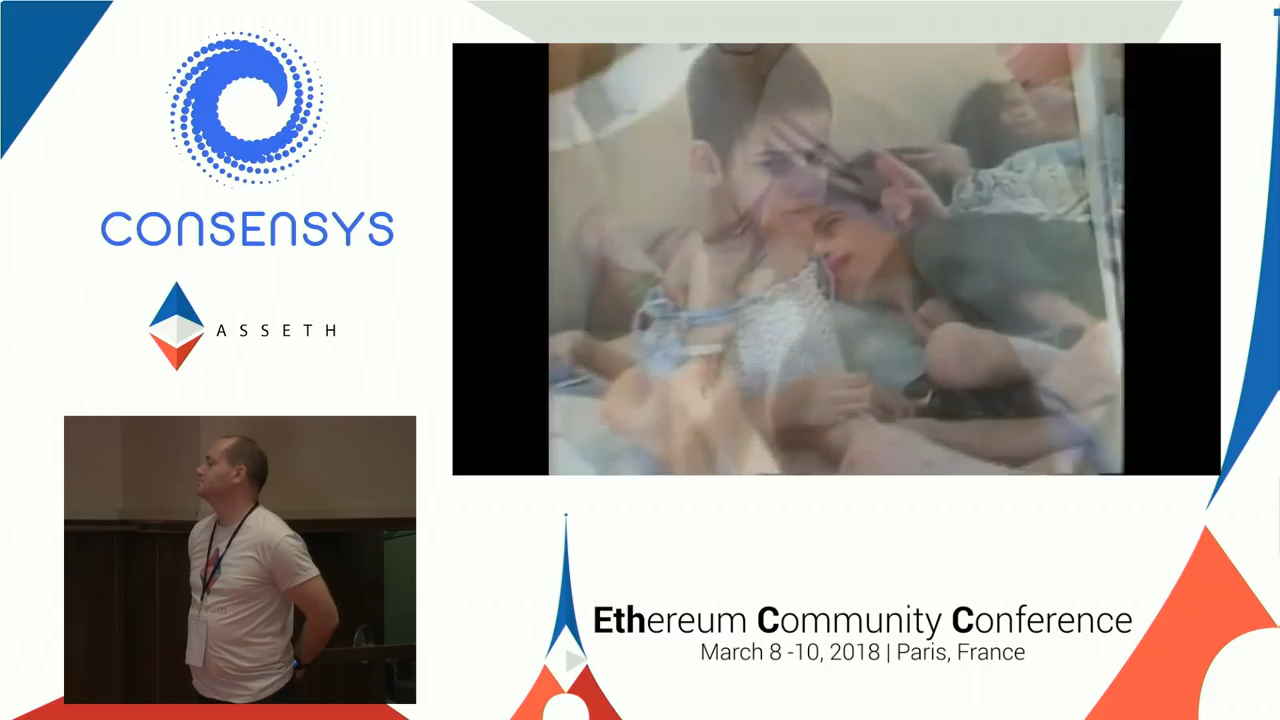 CONSENSYS
ASSETH
Ethereum Community Conference
March 8 -10, 2018 | Paris, France